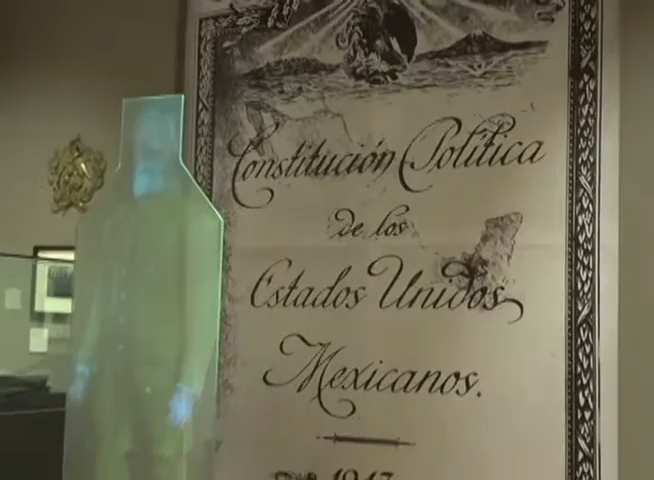 Constitución Política
de los
Estados Unidos
Mexicanos.